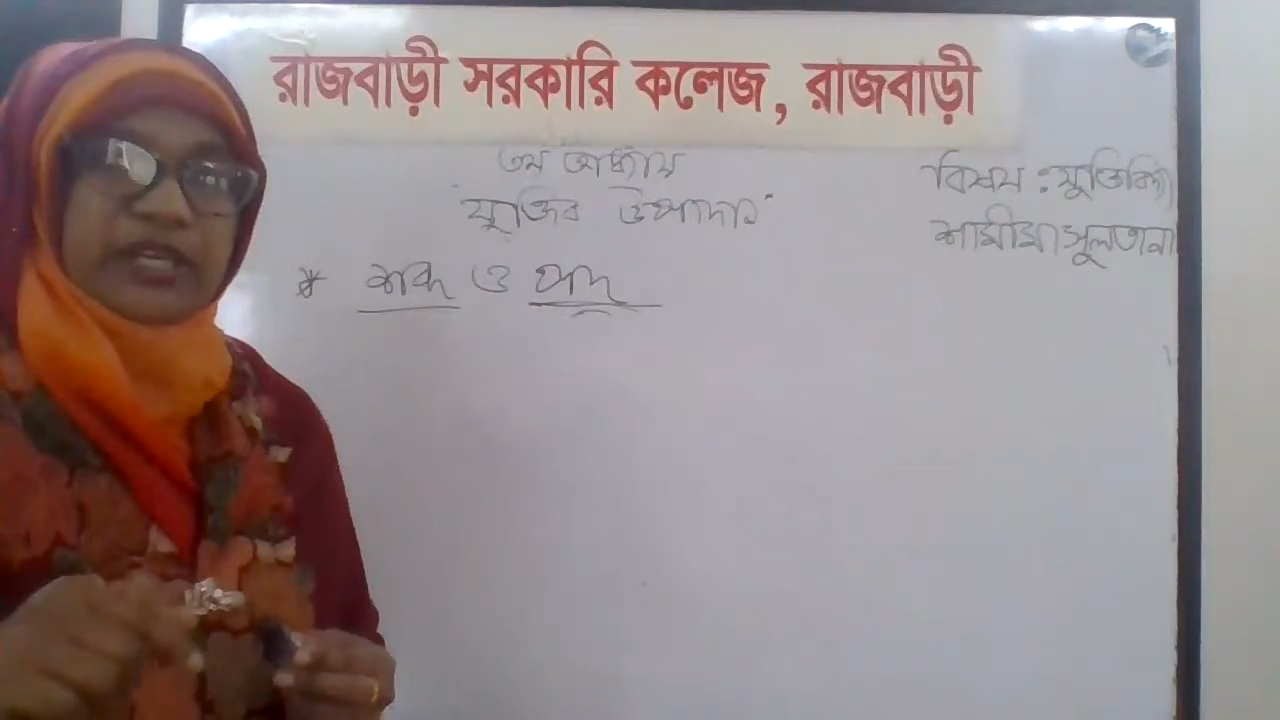 রাজবাড়ী সরকারি কলেজ, রাজবাড়ী
৩য় অধ্যায়
"যুক্তির উপাদান"
বিষয় : যুক্তিবিদ্যা
শামীমা সুলতানা
* শব্দ ও পদ